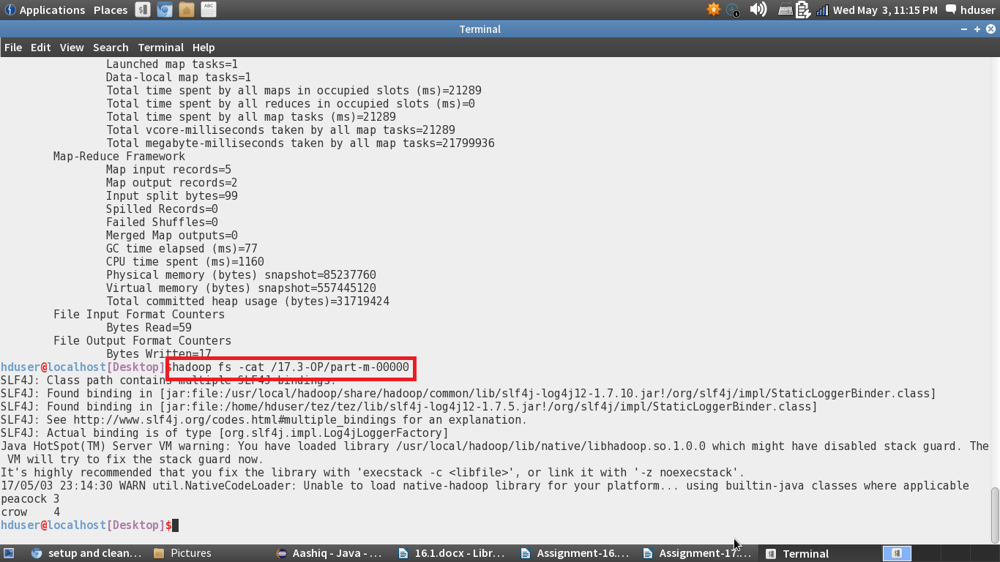 Applications Places Wed May 3, 11:15 PM hduser
Terminal
File Edit View Search Terminal Help
Launched map tasks=1
Data-local map tasks=1
Total time spent by all maps in occupied slots (ms)=21289
Total time spent by all reduces in occupied slots (ms)=0
Total time spent by all map tasks (ms)=21289
Total vcore-milliseconds taken by all map tasks=21289
Total megabyte-milliseconds taken by all map tasks=21799936
Map-Reduce Framework
Map input records=5
Map output records=2
Input split bytes=99
Spilled Records=0
Failed Shuffles=0
Merged Map outputs=0
GC time elapsed (ms)=77
CPU time spent (ms)=1160
Physical memory (bytes) snapshot=85237760
Virtual memory (bytes) snapshot=557445120
Total committed heap usage (bytes)=31719424
File Input Format Counters
Bytes Read=59
File Output Format Counters
Bytes Written=17
hduser@localhost[Desktop]$hadoop fs -cat /17.3-OP/part-m-00000
SLF4J: Class path contains multiple SLF4J bindings.
SLF4J: Found binding in [jar:file:/usr/local/hadoop/share/hadoop/common/lib/slf4j-log4j12-1.7.10.jar!/org/slf4j/impl/StaticLoggerBinder.class]
SLF4J: Found binding in [jar:file:/home/hduser/tez/tez/lib/slf4j-log4j12-1.7.5.jar!/org/slf4j/impl/StaticLoggerBinder.class]
SLF4J: See http://www.slf4j.org/codes.html#multiple_bindings for an explanation.
SLF4J: Actual binding is of type [org.slf4j.impl.Log4jLoggerFactory]
Java HotSpot(TM) Server VM warning: You have loaded library /usr/local/hadoop/lib/native/libhadoop.so.1.0.0 which might have disabled stack guard. The
VM will try to fix the stack guard now.
It's highly recommended that you fix the library with 'execstack -c <libfile>', or link it with '-z noexecstack'.
17/05/03 23:14:30 WARN util.NativeCodeLoader: Unable to load native-hadoop library for your platform... using builtin-java classes where applicable
peacock 3
crow 4
hduser@localhost[Desktop]$
setup and clean... Pictures Aashiq - Java - ... 16.1.docx - Libr... Assignment-16.... Assignment-17.... Terminal